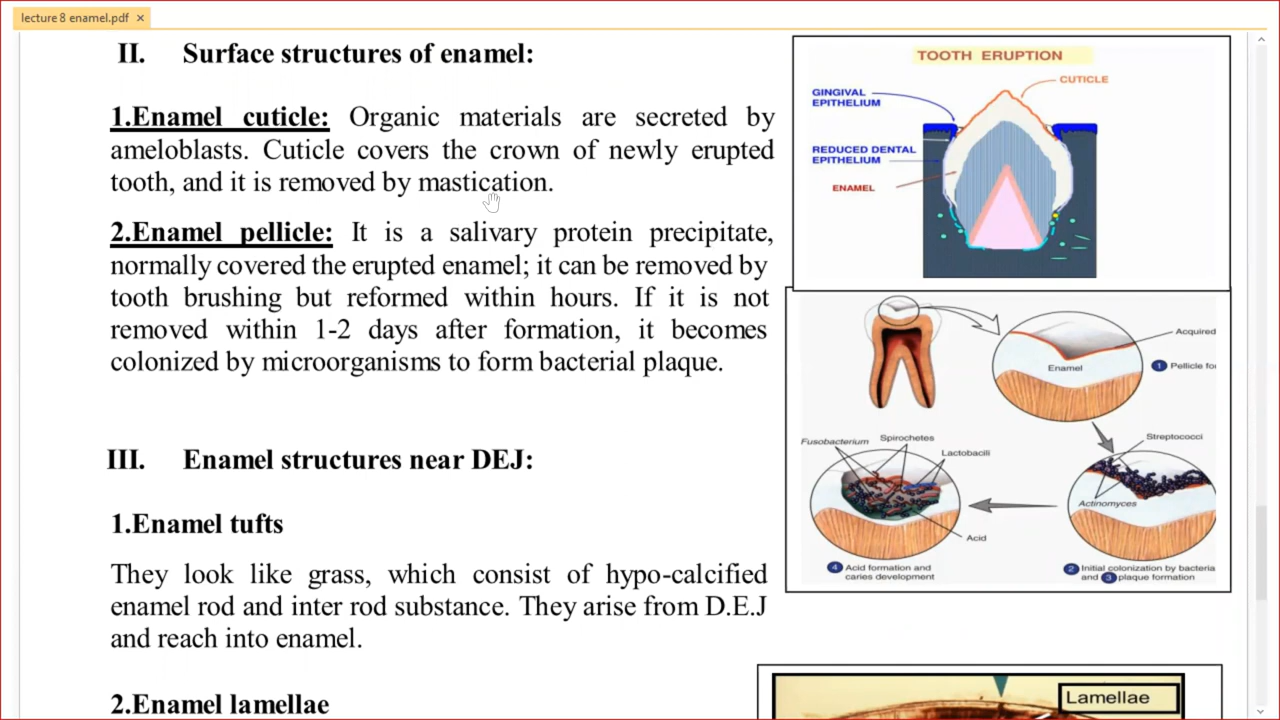 lecture 8 enamel.pdf ×
II. Surface structures of enamel:
1.Enamel cuticle: Organic materials are secreted by
ameloblasts. Cuticle covers the crown of newly erupted
tooth, and it is removed by mastication.
2.Enamel pellicle: It is a salivary protein precipitate,
normally covered the erupted enamel; it can be removed by
tooth brushing but reformed within hours. If it is not
removed within 1-2 days after formation, it becomes
colonized by microorganisms to form bacterial plaque.
III. Enamel structures near DEJ:
1.Enamel tufts
They look like grass, which consist of hypo-calcified
enamel rod and inter rod substance. They arise from D.E.J
and reach into enamel.
2.Enamel lamellae
TOOTH ERUPTION
CUTICLE
GINGIVAL
EPITHELIUM
REDUCED DENTAL
EPITHELIUM
ENAMEL
Acquired
Enamel
1 Pellicle for
Fusobacterium
Spirochetes
Lactobacili
Streptococci
Actinomyces
Acid
4 Acid formation and
caries development
2 Initial colonization by bacteria
and 3 plaque formation
Lamellae